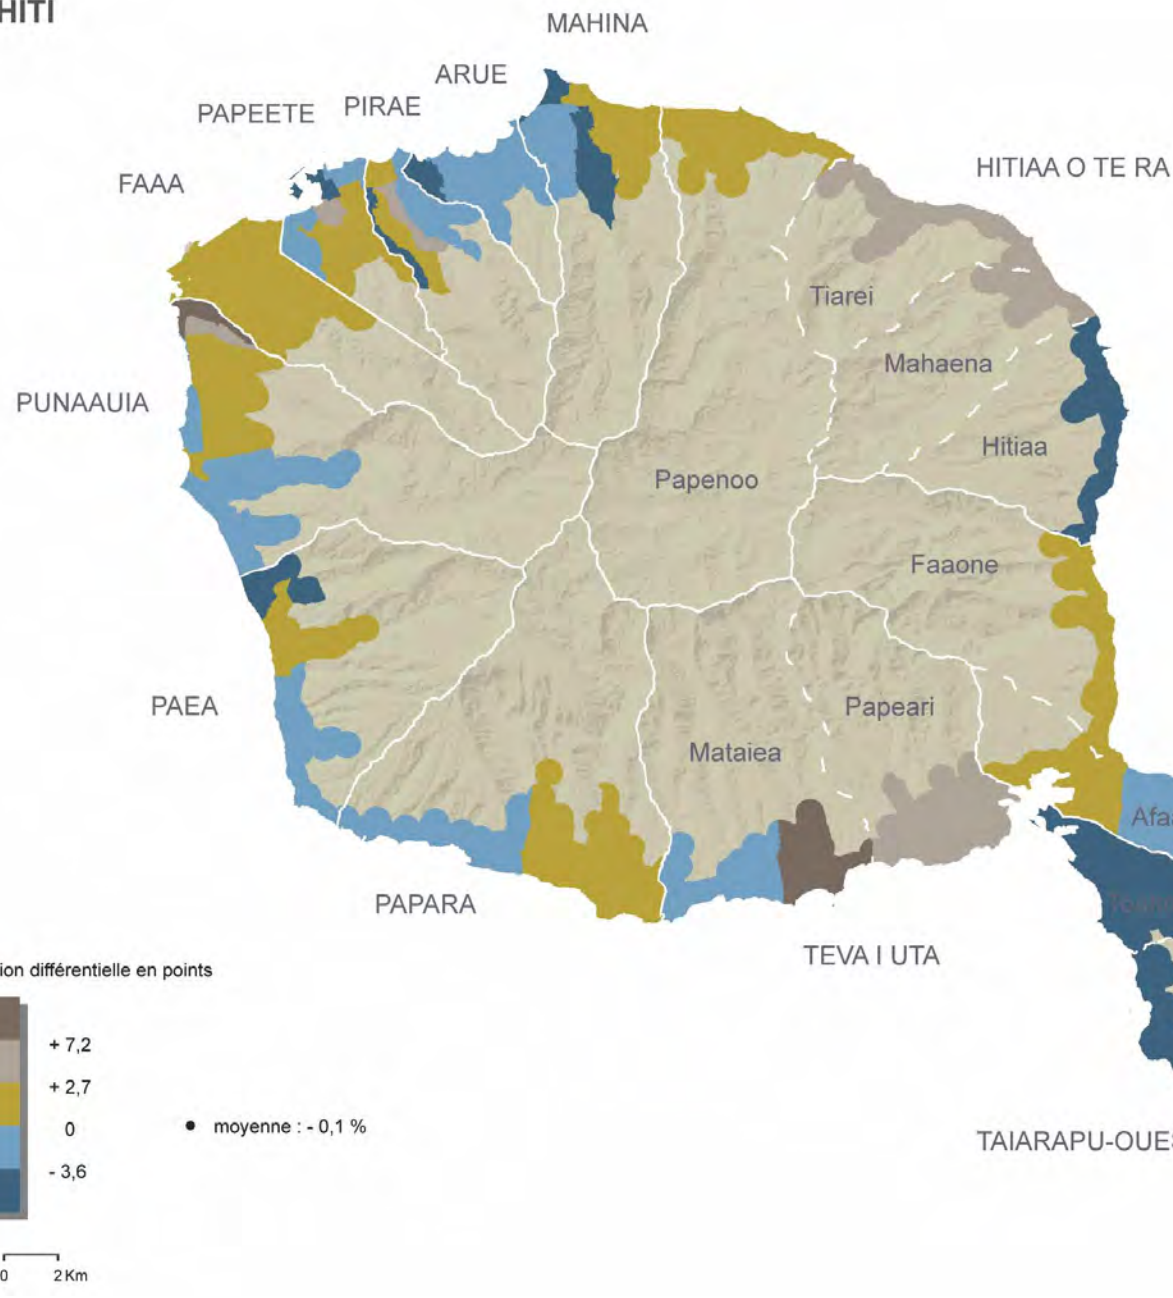 HITI
MAHINA
ARUE
PAPEETE PIRAE
HITIAA O TE RA
FAAA
Tiarei
Mahaena
PUNAAUIA
Hitiaa
Papenoo
Faaone
PAEA
Papeari
Mataiea
Afaa
PAPARA
TEVA I UTA
ion différentielle en points
+ 7,2
+ 2,7
0
- 3,6
moyenne : - 0,1 %
TAIARAPU-OUES
0 2 Km